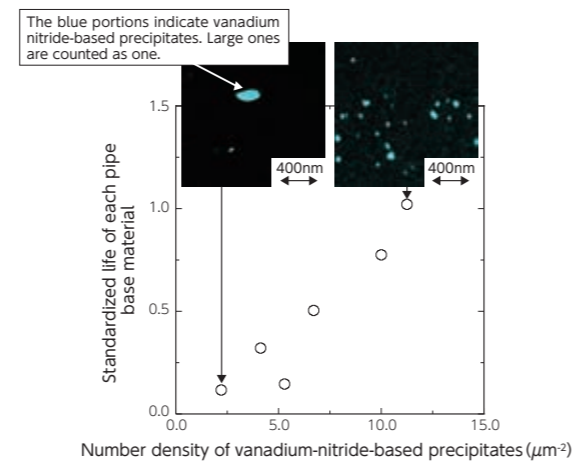 The blue portions indicate vanadium
nitride-based precipitates. Large ones
are counted as one.
400nm
400nm
Standardized life of each pipe
base material
1.5
1.0
0.5
0.0
0.0
5.0
10.0
15.0
Number density of vanadium-nitride-based precipitates (μm⁻²)